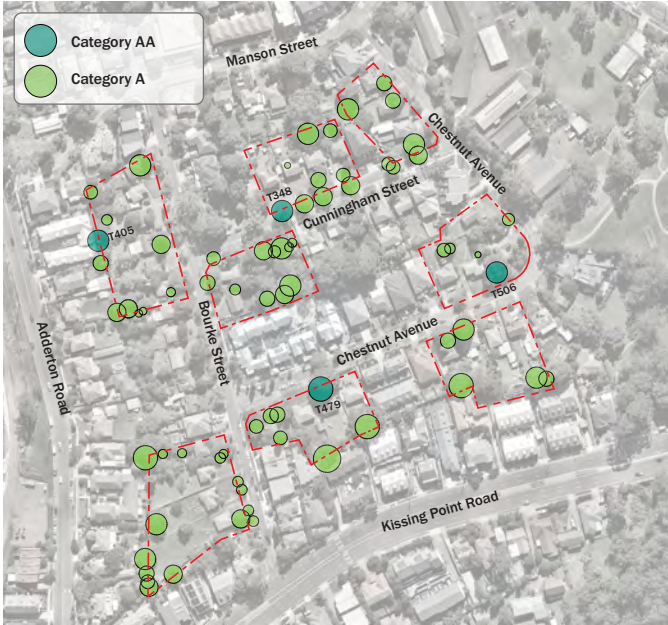 Category AA
Category A
Manson Street
Chestnut Avenue
T348
Cunningham Street
T405
T506
Bourke Street
Adderton Road
Chestnut Avenue
T479
Kissing Point Road